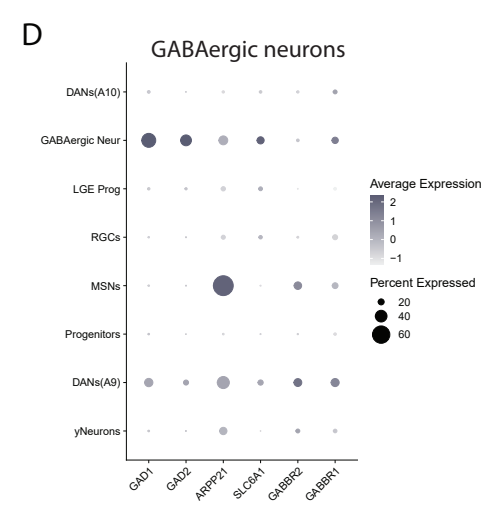 D
GABAergic neurons
DANs(A10)
GABAergic Neur
LGE Prog
RGCs
MSNs
Progenitors
DANs(A9)
yNeurons
GAD1
GAD2
ARPP21
SLC6A1
GABBR2
GABBR1
Average Expression
2
1
0
−1
Percent Expressed
20
40
60